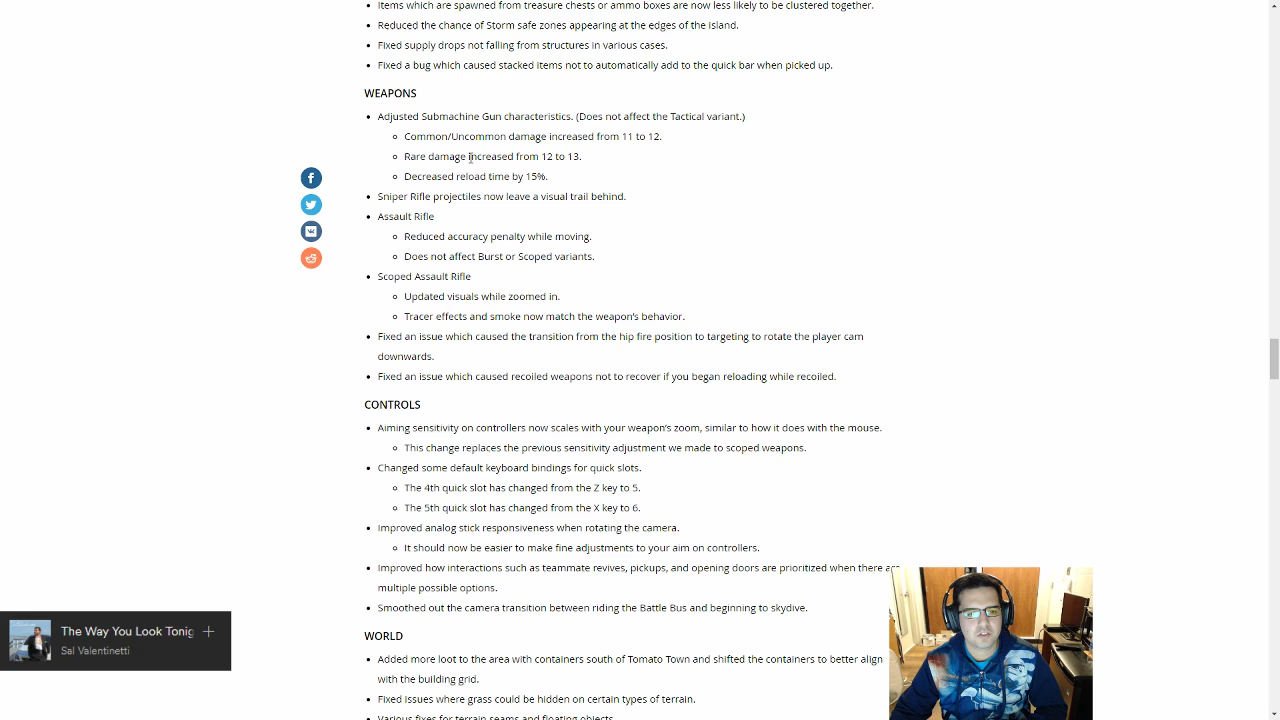 Items which are spawned from treasure chests or ammo boxes are now less likely to be clustered together.
Reduced the chance of Storm safe zones appearing at the edges of the island.
Fixed supply drops not falling from structures in various cases.
Fixed a bug which caused stacked items not to automatically add to the quick bar when picked up.
WEAPONS
Adjusted Submachine Gun characteristics. (Does not affect the Tactical variant.)
Common/Uncommon damage increased from 11 to 12.
Rare damage increased from 12 to 13.
Decreased reload time by 15%.
Sniper Rifle projectiles now leave a visual trail behind.
Assault Rifle
Reduced accuracy penalty while moving.
Does not affect Burst or Scoped variants.
Scoped Assault Rifle
Updated visuals while zoomed in.
Tracer effects and smoke now match the weapon's behavior.
Fixed an issue which caused the transition from the hip fire position to targeting to rotate the player cam
downwards.
Fixed an issue which caused recoiled weapons not to recover if you began reloading while recoiled.
CONTROLS
Aiming sensitivity on controllers now scales with your weapon's zoom, similar to how it does with the mouse.
This change replaces the previous sensitivity adjustment we made to scoped weapons.
Changed some default keyboard bindings for quick slots.
The 4th quick slot has changed from the Z key to 5.
The 5th quick slot has changed from the X key to 6.
Improved analog stick responsiveness when rotating the camera.
It should now be easier to make fine adjustments to your aim on controllers.
Improved how interactions such as teammate revives, pickups, and opening doors are prioritized when there
multiple possible options.
Smoothed out the camera transition between riding the Battle Bus and beginning to skydive.
WORLD
Added more loot to the area with containers south of Tomato Town and shifted the containers to better align
with the building grid.
Fixed issues where grass could be hidden on certain types of terrain.
Various fixes for terrain seams and floating objects.
The Way You Look Tonig
Sal Valentinetti